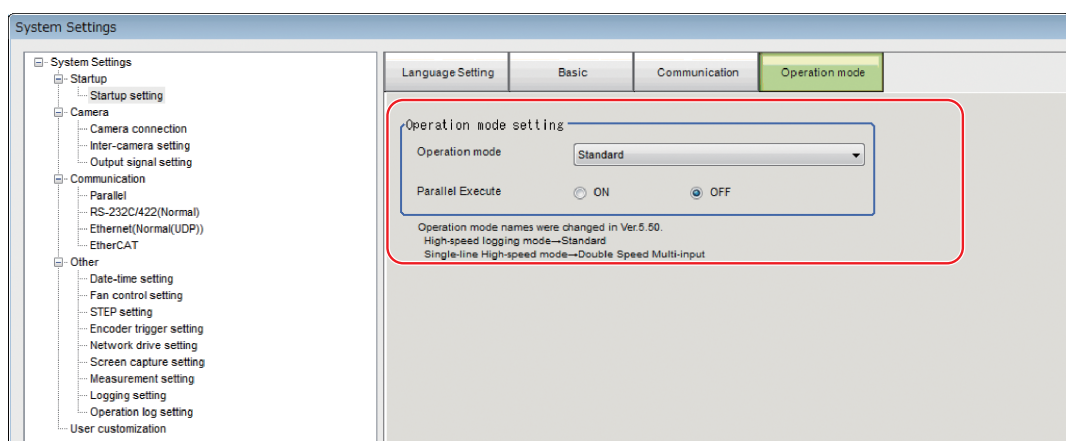 System Settings
System Settings
Startup
Startup setting
Camera
Camera connection
Inter-camera setting
Output signal setting
Communication
Parallel
RS-232C/422(Normal)
Ethernet(Normal(UDP))
EtherCAT
Other
Date-time setting
Fan control setting
STEP setting
Encoder trigger setting
Network drive setting
Screen capture setting
Measurement setting
Logging setting
Operation log setting
User customization
Language Setting Basic Communication Operation mode
Operation mode setting
Operation mode Standard
Parallel Execute ON OFF
Operation mode names were changed in Ver.5.50.
High-speed logging mode→Standard
Single-line High-speed mode→Double Speed Multi-input